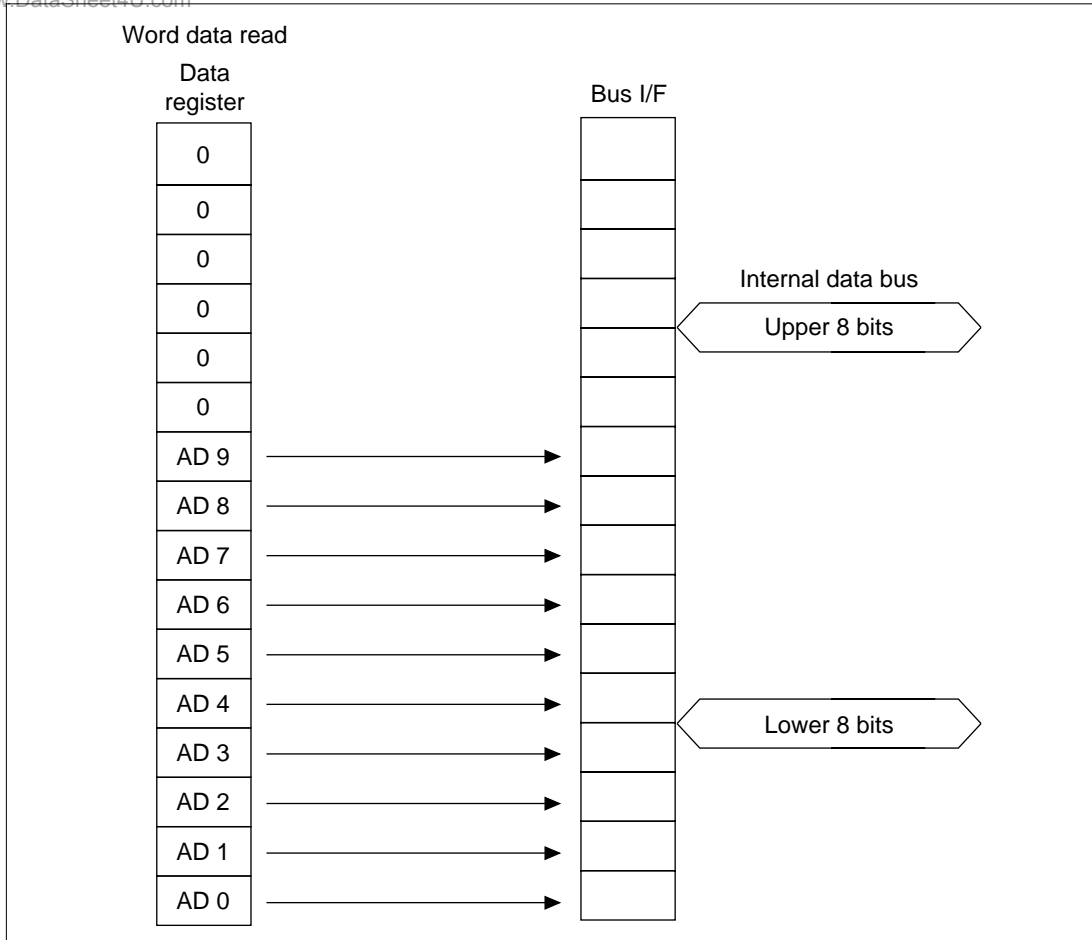 w.DataSheet4U.com
Word data read
Data
register
Bus I/F
0
0
0
0
0
0
AD 9
AD 8
AD 7
AD 6
AD 5
AD 4
AD 3
AD 2
AD 1
AD 0
Internal data bus
Upper 8 bits
Lower 8 bits